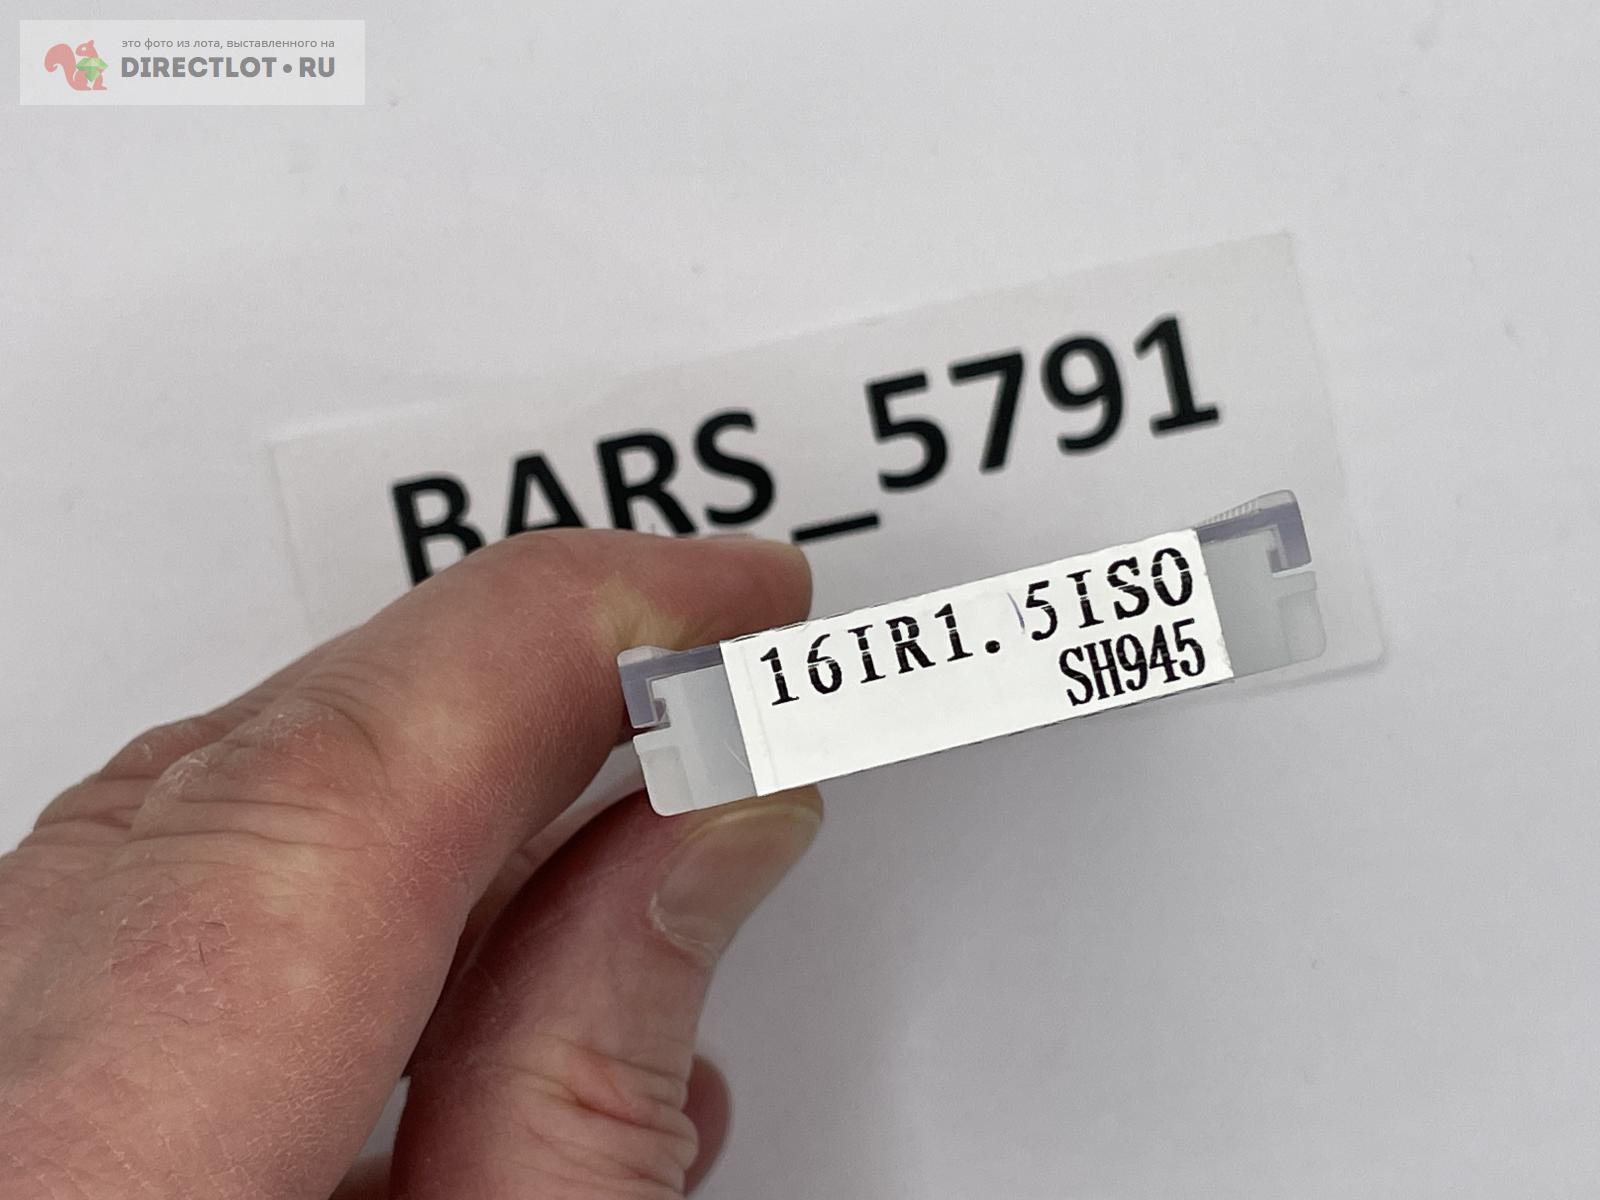 это фото из лота, выставленного на
DIRECTLOT•RU
BARS_5791
16IR1.5ISO
SH945